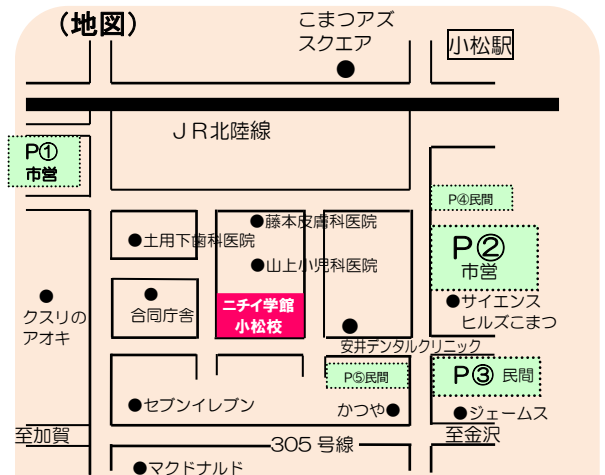 （地図）
こまつアズ
スクエア
小松駅
ＪＲ北陸線
P①
市営
P④民間
●藤本皮膚科医院
●土用下歯科医院
P②
市営
●山上小児科医院
クスリの
アオキ
合同庁舎
ニチイ学館
小松校
●サイエンス
ヒルズこまつ
安井デンタルクリニック
P⑤民間
P③ 民間
●セブンイレブン
かつや●
●ジェームス
至加賀
305号線
至金沢
●マクドナルド